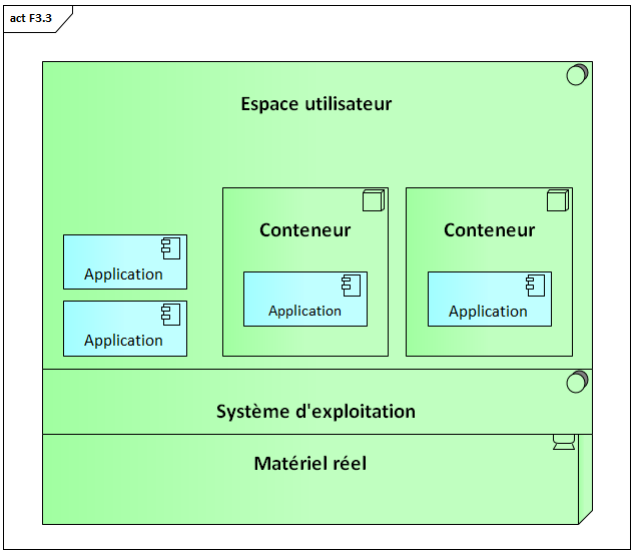 act F3.3
Espace utilisateur
Conteneur
Conteneur
Application
Application
Application
Application
Système d'exploitation
Matériel réel